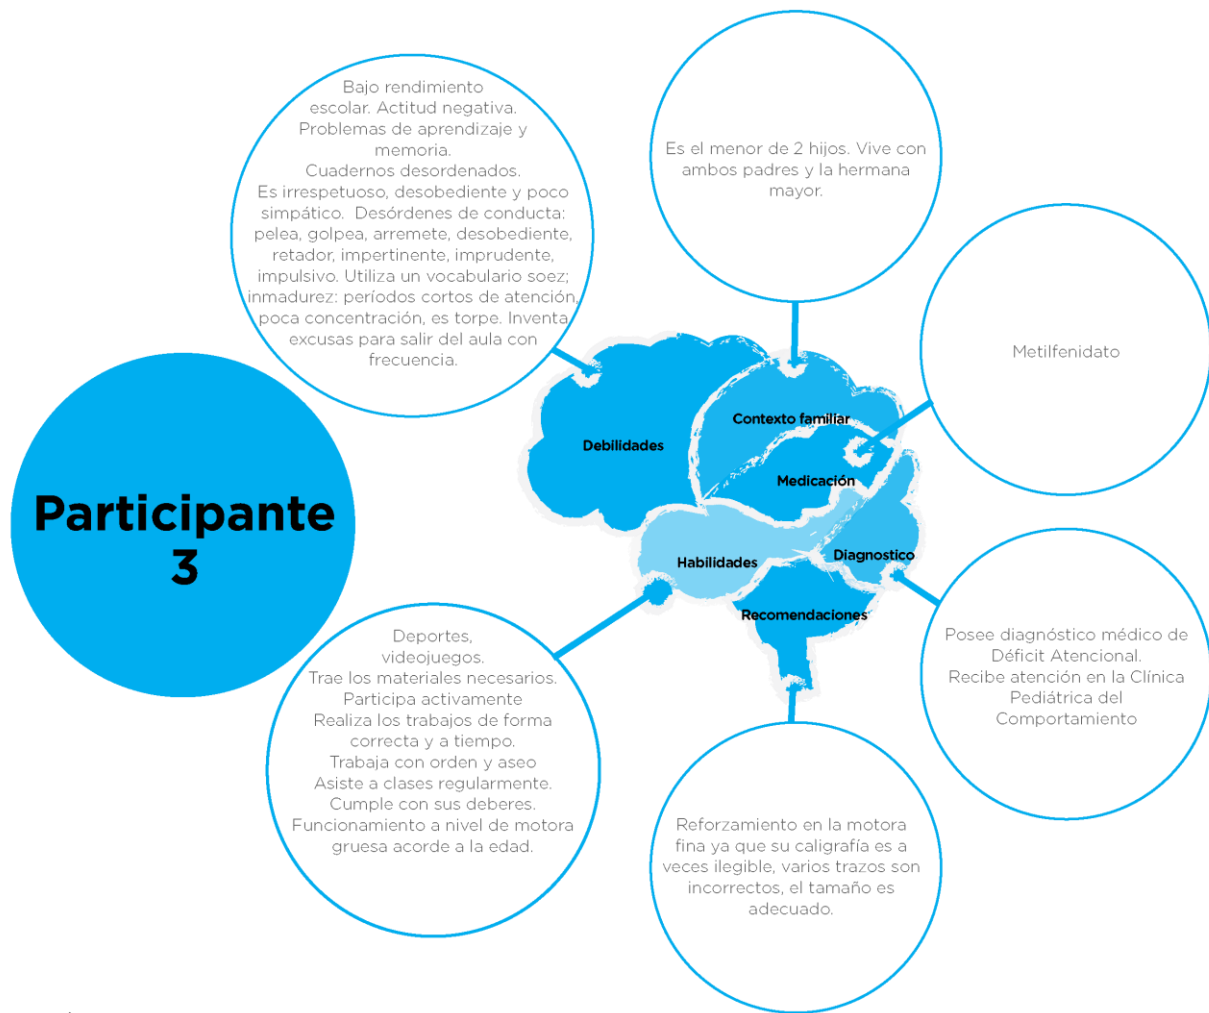 Participante
3
Bajo rendimiento
escolar. Actitud negativa.
Problemas de aprendizaje y
memoria.
Cuadernos desordenados.
Es irrespetuoso, desobediente y poco
simpático. Desórdenes de conducta:
pelea, golpea, arremete, desobediente,
retador, impertinente, imprudente,
impulsivo. Utiliza un vocabulario soez;
inmadurez: períodos cortos de atención,
poca concentración, es torpe. Inventa
excusas para salir del aula con
frecuencia.
Es el menor de 2 hijos. Vive con
ambos padres y la hermana
mayor.
Metilfenidato
Debilidades
Contexto familiar
Medicación
Habilidades
Diagnostico
Recomendaciones
Deportes,
videojuegos.
Trae los materiales necesarios.
Participa activamente
Realiza los trabajos de forma
correcta y a tiempo.
Trabaja con orden y aseo
Asiste a clases regularmente.
Cumple con sus deberes.
Funcionamiento a nivel de motora
gruesa acorde a la edad.
Posee diagnóstico médico de
Déficit Atencional.
Recibe atención en la Clínica
Pediátrica del
Comportamiento
Reforzamiento en la motora
fina ya que su caligrafía es a
veces ilegible, varios trazos son
incorrectos, el tamaño es
adecuado.